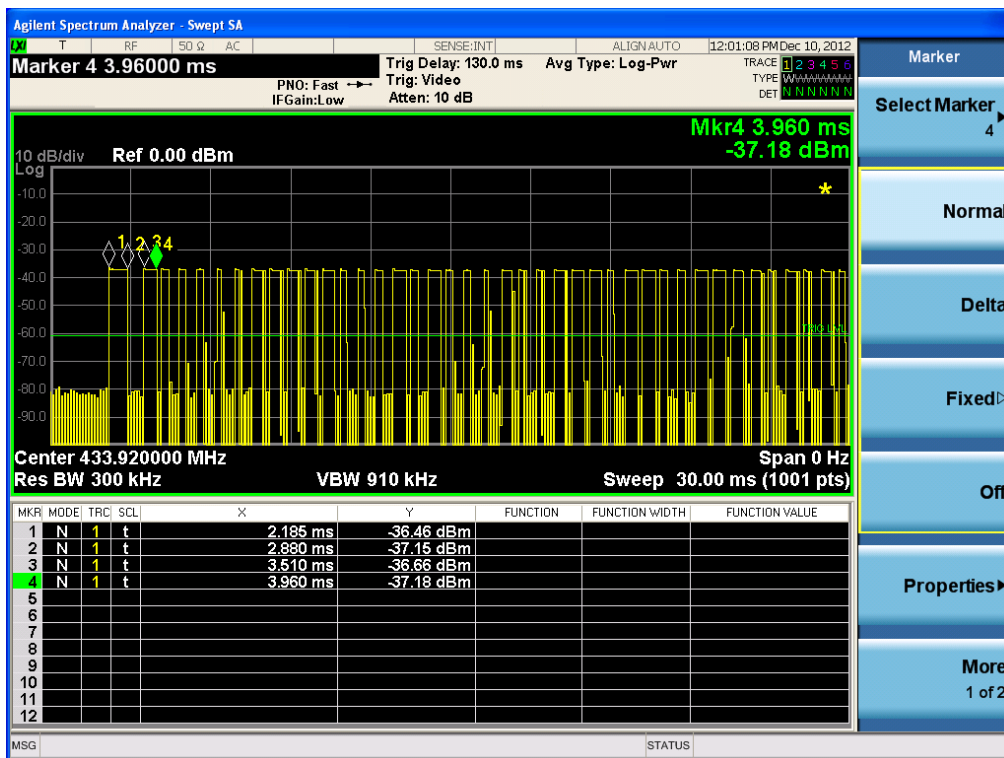 Agilent Spectrum Analyzer - Swept SA
LXI T RF 50 Ω AC SENSE:INT ALIGNAUTO 12:01:08 PM Dec 10, 2012
Marker 4 3.96000 ms
PNO: Fast
IFGain:Low
Trig Delay: 130.0 ms
Trig: Video
Atten: 10 dB
Avg Type: Log-Pwr
TRACE 1 2 3 4 5 6
TYPE
DET N N N N N N
Mkr4 3.960 ms
-37.18 dBm
10 dB/div Ref 0.00 dBm
Log
-10.0
-20.0
-30.0
-40.0
-50.0
-60.0
-70.0
-80.0
-90.0
1 2 3 4
TRIG LVL
Center 433.920000 MHz Span 0 Hz
Res BW 300 kHz VBW 910 kHz Sweep 30.00 ms (1001 pts)
MKR MODE TRC SCL X Y FUNCTION FUNCTION WIDTH FUNCTION VALUE
1 N 1 t 2.185 ms -36.46 dBm
2 N 1 t 2.880 ms -37.15 dBm
3 N 1 t 3.510 ms -36.66 dBm
4 N 1 t 3.960 ms -37.18 dBm
5
6
7
8
9
10
11
12
MSG STATUS
Marker
Select Marker
4
Normal
Delta
Fixed
Off
Properties
More
1 of 2